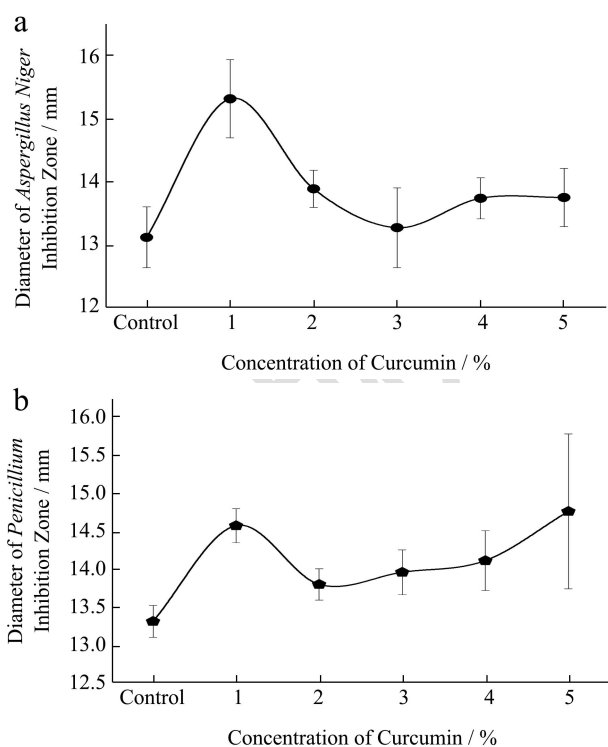 a
Diameter of Aspergillus Niger
Inhibition Zone / mm
16
15
14
13
12
Control 1 2 3 4 5
Concentration of Curcumin / %
b
Diameter of Penicillium
Inhibition Zone / mm
16.0
15.5
15.0
14.5
14.0
13.5
13.0
12.5
Control 1 2 3 4 5
Concentration of Curcumin / %